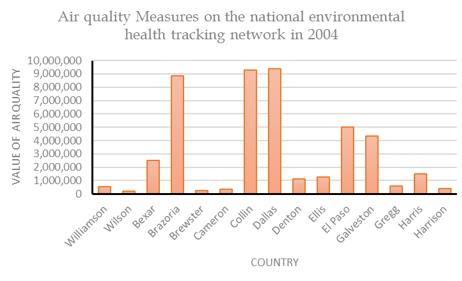 Air quality Measures on the national environmental
health tracking network in 2004
VALUE OF AIR QUALITY
10,000,000
9,000,000
8,000,000
7,000,000
6,000,000
5,000,000
4,000,000
3,000,000
2,000,000
1,000,000
0
Williamson
Wilson
Bexar
Brazoria
Brewster
Cameron
Collin
Dallas
Denton
Ellis
El Paso
Galveston
Gregg
Harris
Harrison
COUNTRY